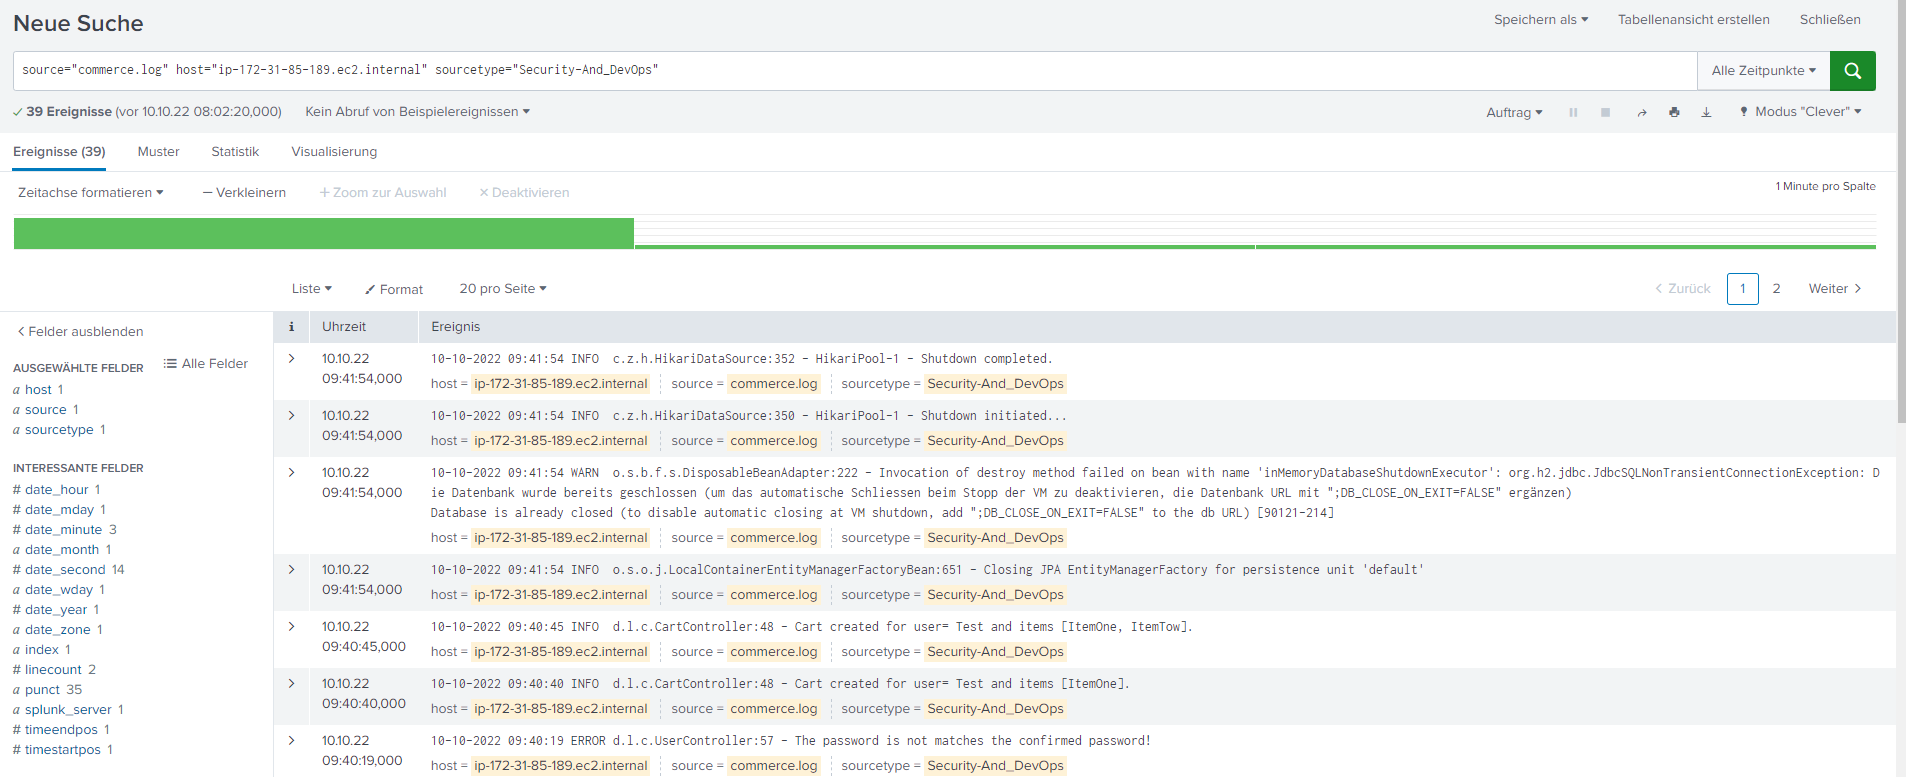 Neue Suche
Speichern als
Tabellenansicht erstellen
Schließen
source="commerce.log" host="ip-172-31-85-189.ec2.internal" sourcetype="Security-And_DevOps"
Alle Zeitpunkte
39 Ereignisse (vor 10.10.22 08:02:20,000)
Kein Abruf von Beispielereignissen
Auftrag
Modus "Clever"
Ereignisse (39)
Muster
Statistik
Visualisierung
Zeitachse formatieren
− Verkleinern
+ Zoom zur Auswahl
× Deaktivieren
1 Minute pro Spalte
Liste
Format
20 pro Seite
< Zurück
1
2
Weiter >
< Felder ausblenden
AUSGEWÄHLTE FELDER
Alle Felder
a host 1
a source 1
a sourcetype 1
INTERESSANTE FELDER
# date_hour 1
# date_mday 1
# date_minute 3
a date_month 1
# date_second 14
a date_wday 1
# date_year 1
a date_zone 1
a index 1
# linecount 2
a punct 35
a splunk_server 1
# timeendpos 1
# timestartpos 1
i Uhrzeit Ereignis
> 10.10.22
09:41:54,000
10-10-2022 09:41:54 INFO c.z.h.HikariDataSource:352 - HikariPool-1 - Shutdown completed.
host = ip-172-31-85-189.ec2.internal source = commerce.log sourcetype = Security-And_DevOps
> 10.10.22
09:41:54,000
10-10-2022 09:41:54 INFO c.z.h.HikariDataSource:350 - HikariPool-1 - Shutdown initiated...
host = ip-172-31-85-189.ec2.internal source = commerce.log sourcetype = Security-And_DevOps
> 10.10.22
09:41:54,000
10-10-2022 09:41:54 WARN o.s.b.f.s.DisposableBeanAdapter:222 - Invocation of destroy method failed on bean with name 'inMemoryDatabaseShutdownExecutor': org.h2.jdbc.JdbcSQLNonTransientConnectionException: D
ie Datenbank wurde bereits geschlossen (um das automatische Schliessen beim Stopp der VM zu deaktivieren, die Datenbank URL mit ";DB_CLOSE_ON_EXIT=FALSE" ergänzen)
Database is already closed (to disable automatic closing at VM shutdown, add ";DB_CLOSE_ON_EXIT=FALSE" to the db URL) [90121-214]
host = ip-172-31-85-189.ec2.internal source = commerce.log sourcetype = Security-And_DevOps
> 10.10.22
09:41:54,000
10-10-2022 09:41:54 INFO o.s.o.j.LocalContainerEntityManagerFactoryBean:651 - Closing JPA EntityManagerFactory for persistence unit 'default'
host = ip-172-31-85-189.ec2.internal source = commerce.log sourcetype = Security-And_DevOps
> 10.10.22
09:40:45,000
10-10-2022 09:40:45 INFO d.l.c.CartController:48 - Cart created for user= Test and items [ItemOne, ItemTow].
host = ip-172-31-85-189.ec2.internal source = commerce.log sourcetype = Security-And_DevOps
> 10.10.22
09:40:40,000
10-10-2022 09:40:40 INFO d.l.c.CartController:48 - Cart created for user= Test and items [ItemOne].
host = ip-172-31-85-189.ec2.internal source = commerce.log sourcetype = Security-And_DevOps
> 10.10.22
09:40:19,000
10-10-2022 09:40:19 ERROR d.l.c.UserController:57 - The password is not matches the confirmed password!
host = ip-172-31-85-189.ec2.internal source = commerce.log sourcetype = Security-And_DevOps